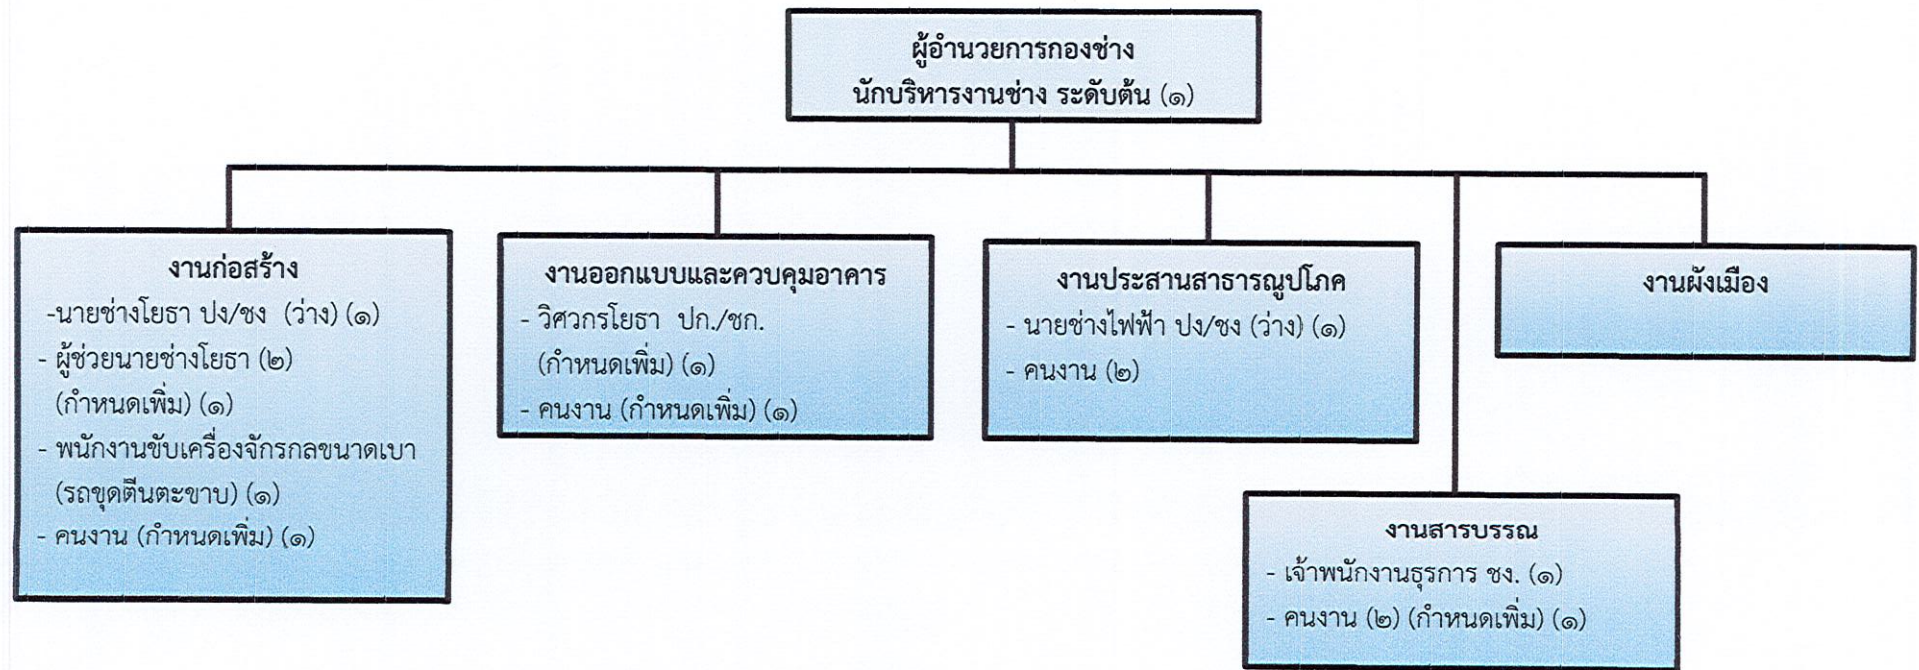 ผู้อำนวยการกองช่าง
นักบริหารงานช่าง ระดับต้น (๑)
งานก่อสร้าง
-นายช่างโยธา ปง/ชง (ว่าง) (๑)
- ผู้ช่วยนายช่างโยธา (๒)
(กำหนดเพิ่ม) (๑)
- พนักงานขับเครื่องจักรกลขนาดเบา
(รถขุดตีนตะขาบ) (๑)
- คนงาน (กำหนดเพิ่ม) (๑)
งานออกแบบและควบคุมอาคาร
- วิศวกรโยธา ปก./ชก.
(กำหนดเพิ่ม) (๑)
- คนงาน (กำหนดเพิ่ม) (๑)
งานประสานสาธารณูปโภค
- นายช่างไฟฟ้า ปง/ชง (ว่าง) (๑)
- คนงาน (๒)
งานผังเมือง
งานสารบรรณ
- เจ้าพนักงานธุรการ ชง. (๑)
- คนงาน (๒) (กำหนดเพิ่ม) (๑)